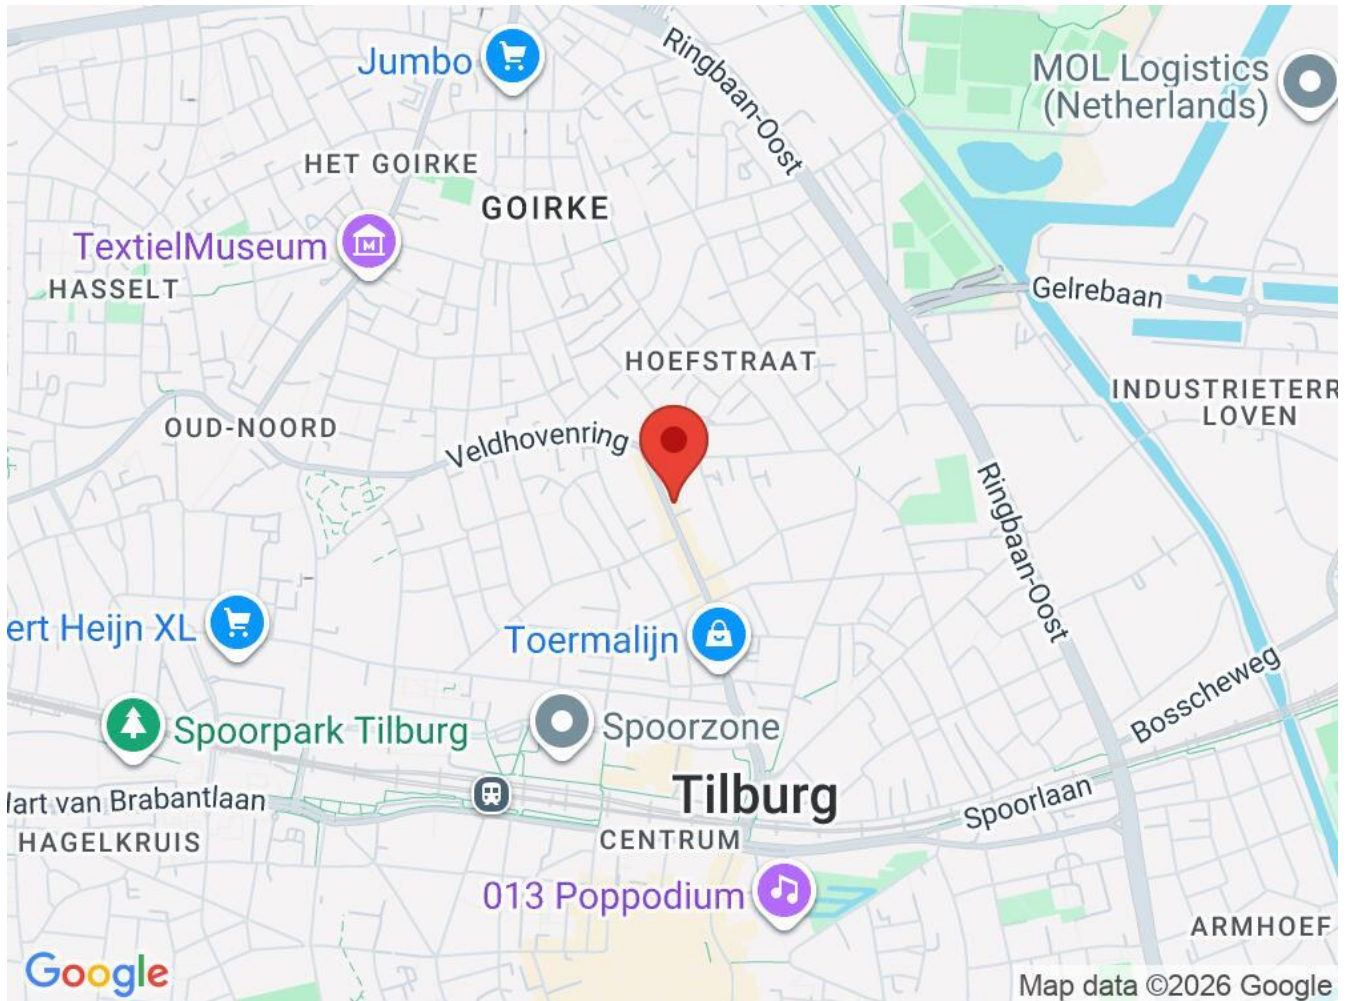 Jumbo
Ringbaan-Oost
MOL Logistics
(Netherlands)
HET GOIRKE
GOIRKE
TextielMuseum
HASSELT
Gelrebaan
HOEFSTRAAT
INDUSTRIETERR
LOVEN
OUD-NOORD
Veldhovenring
Ringbaan-Oost
ert Heijn XL
Toermalijn
Bosscheweg
Spoorpark Tilburg
Spoorzone
Tilburg
Hart van Brabantlaan
Spoorlaan
HAGELKRUIS
CENTRUM
013 Poppodium
ARMHOEF
Google
Map data ©2026 Google